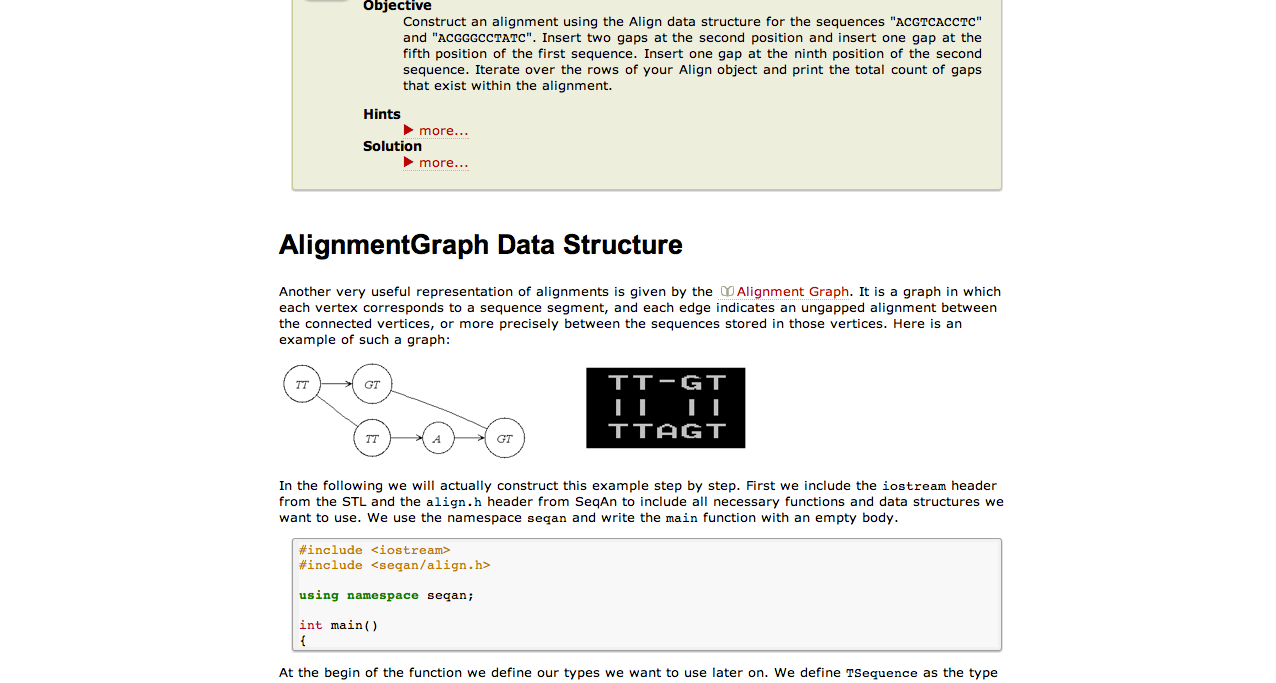 Objective
Construct an alignment using the Align data structure for the sequences "ACGTCACCTC"
and "ACGGGCCTATC". Insert two gaps at the second position and insert one gap at the
fifth position of the first sequence. Insert one gap at the ninth position of the second
sequence. Iterate over the rows of your Align object and print the total count of gaps
that exist within the alignment.
Hints
more...
Solution
more...
AlignmentGraph Data Structure
Another very useful representation of alignments is given by the Alignment Graph. It is a graph in which
each vertex corresponds to a sequence segment, and each edge indicates an ungapped alignment between
the connected vertices, or more precisely between the sequences stored in those vertices. Here is an
example of such a graph:
TT GT
TT A GT
TT-GT
|| ||
TTAGT
In the following we will actually construct this example step by step. First we include the iostream header
from the STL and the align.h header from SeqAn to include all necessary functions and data structures we
want to use. We use the namespace seqan and write the main function with an empty body.
#include <iostream>
#include <seqan/align.h>
using namespace seqan;
int main()
{
At the begin of the function we define our types we want to use later on. We define TSequence as the type